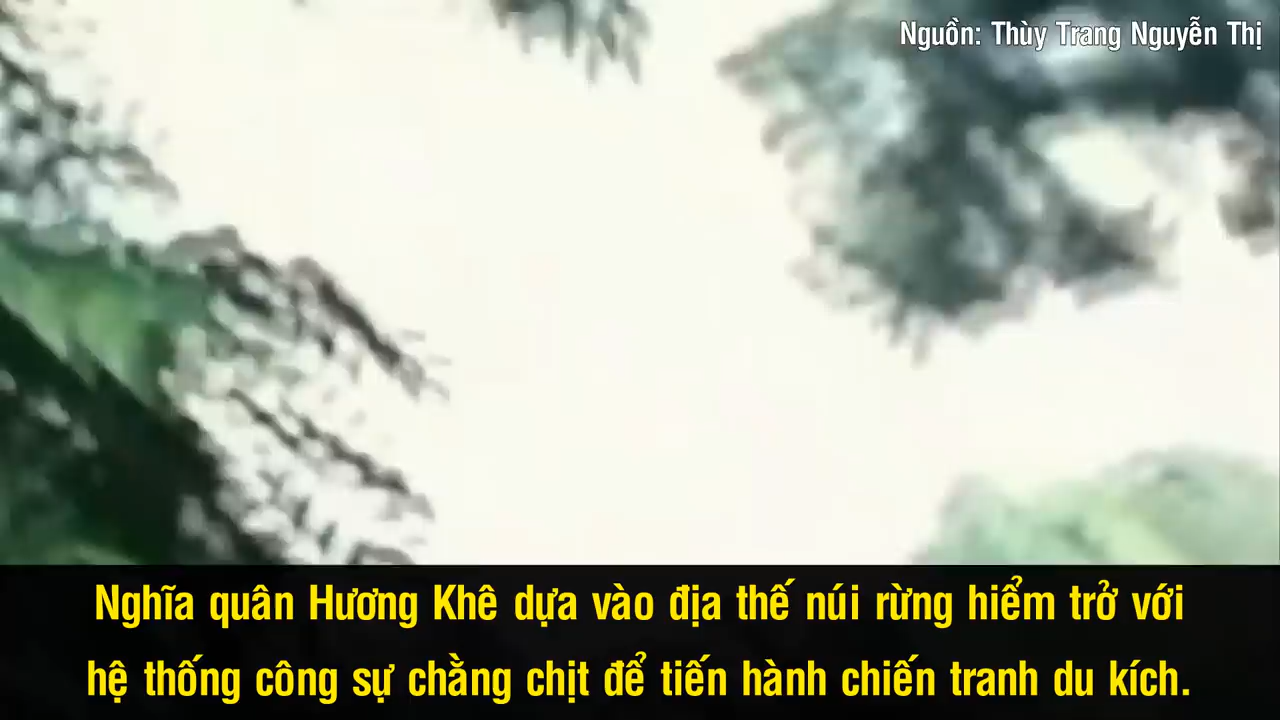 Nguồn: Thùy Trang Nguyễn Thị
Nghĩa quân Hương Khê dựa vào địa thế núi rừng hiểm trở với
hệ thống công sự chằng chịt để tiến hành chiến tranh du kích.